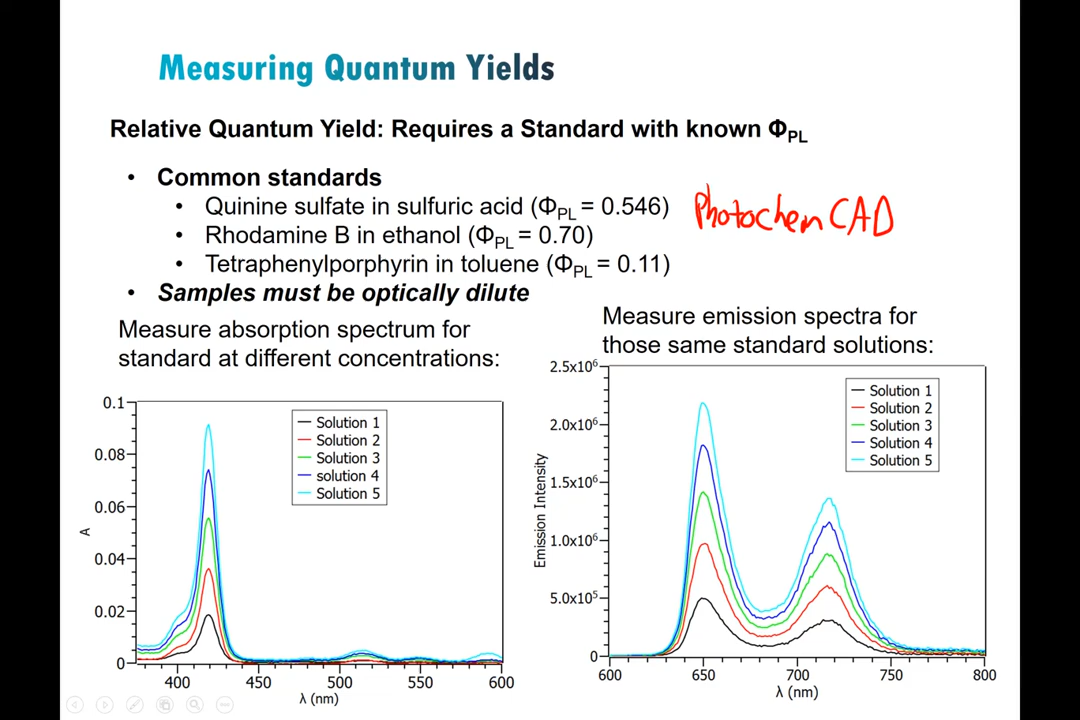 Measuring Quantum Yields
Relative Quantum Yield: Requires a Standard with known ΦPL
• Common standards
• Quinine sulfate in sulfuric acid (ΦPL = 0.546)
PhotochemCAD
• Rhodamine B in ethanol (ΦPL = 0.70)
• Tetraphenylporphyrin in toluene (ΦPL = 0.11)
• Samples must be optically dilute
Measure absorption spectrum for
standard at different concentrations:
0.1
0.08
0.06
0.04
0.02
0
A
400 450 500 550 600
λ (nm)
Solution 1
Solution 2
Solution 3
solution 4
Solution 5
Measure emission spectra for
those same standard solutions:
2.5x10⁶
2.0x10⁶
1.5x10⁶
1.0x10⁶
5.0x10⁵
0
Emission Intensity
600 650 700 750 800
λ (nm)
Solution 1
Solution 2
Solution 3
Solution 4
Solution 5